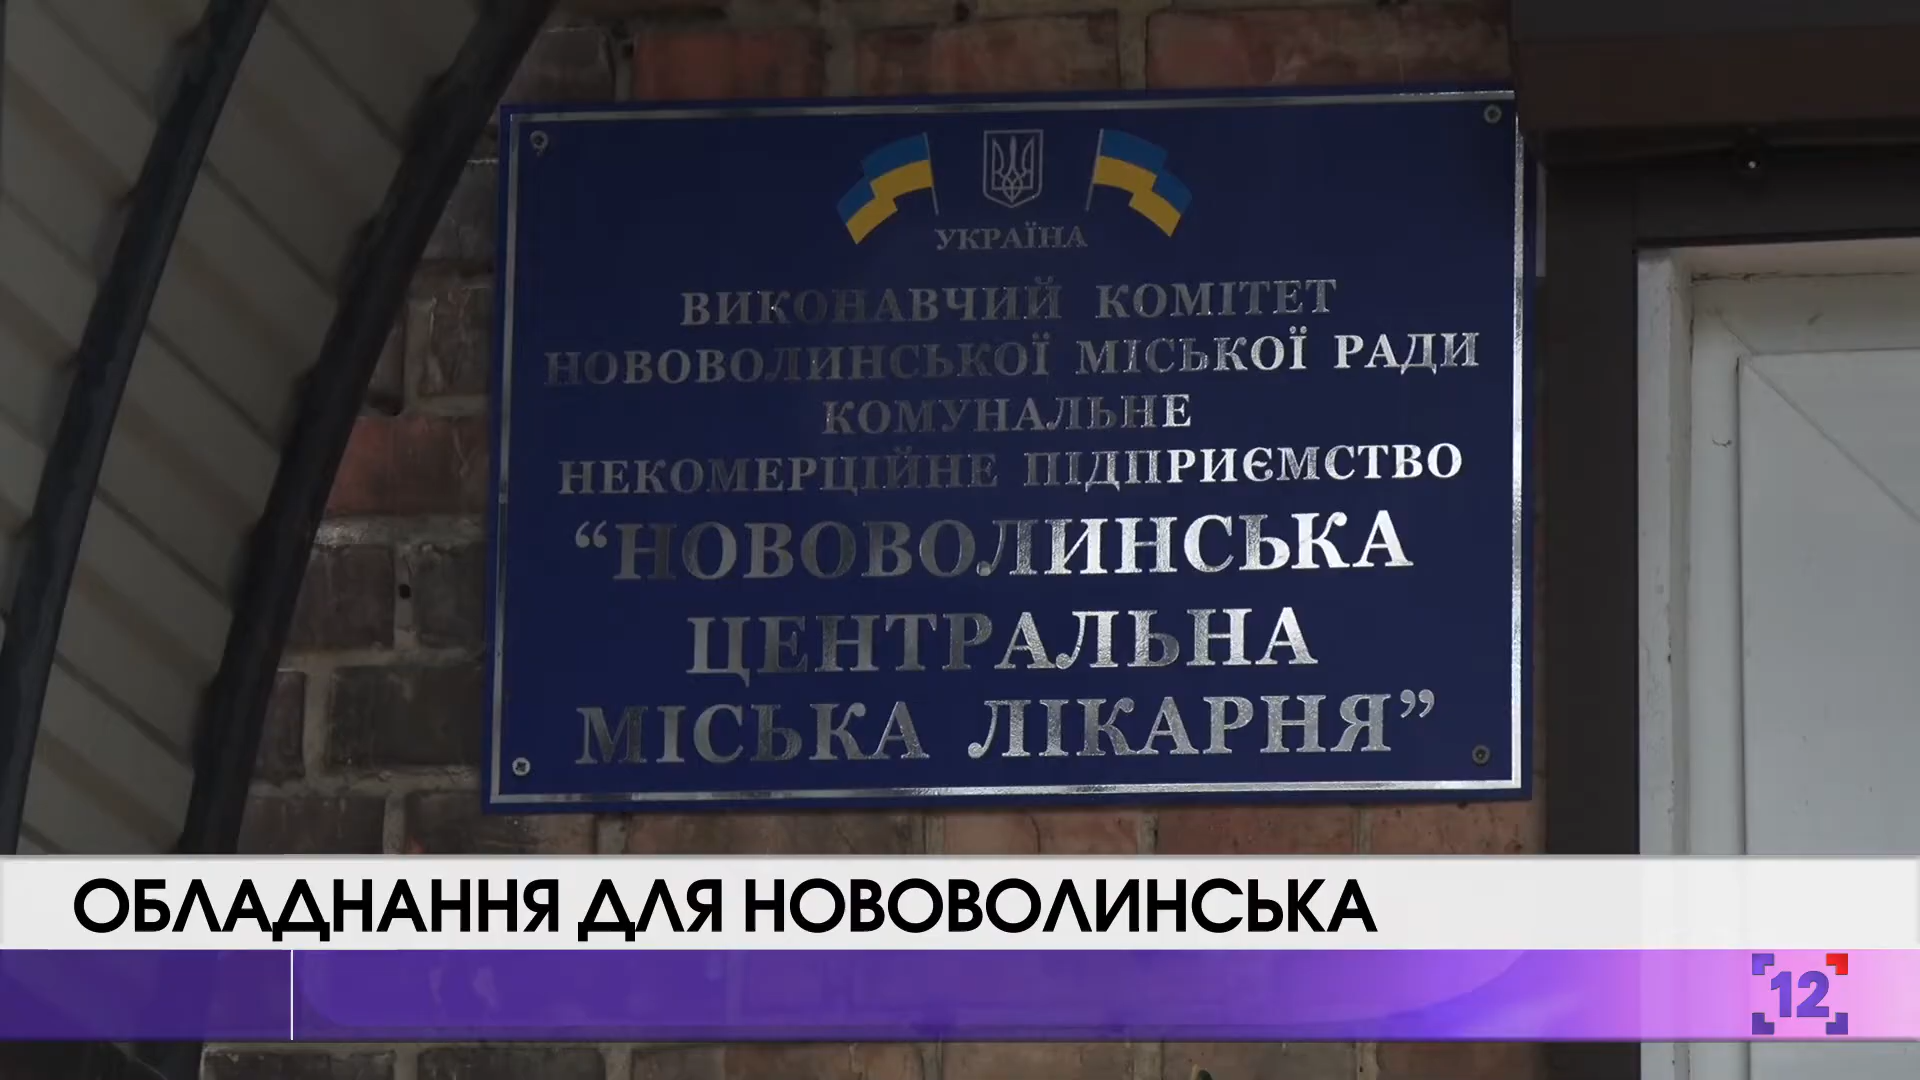 УКРАЇНА
ВИКОНАВЧИЙ КОМІТЕТ
НОВОВОЛИНСЬКОЇ МІСЬКОЇ РАДИ
КОМУНАЛЬНЕ
НЕКОМЕРЦІЙНЕ ПІДПРИЄМСТВО
“НОВОВОЛИНСЬКА
ЦЕНТРАЛЬНА
МІСЬКА ЛІКАРНЯ”
ОБЛАДНАННЯ ДЛЯ НОВОВОЛИНСЬКА
12